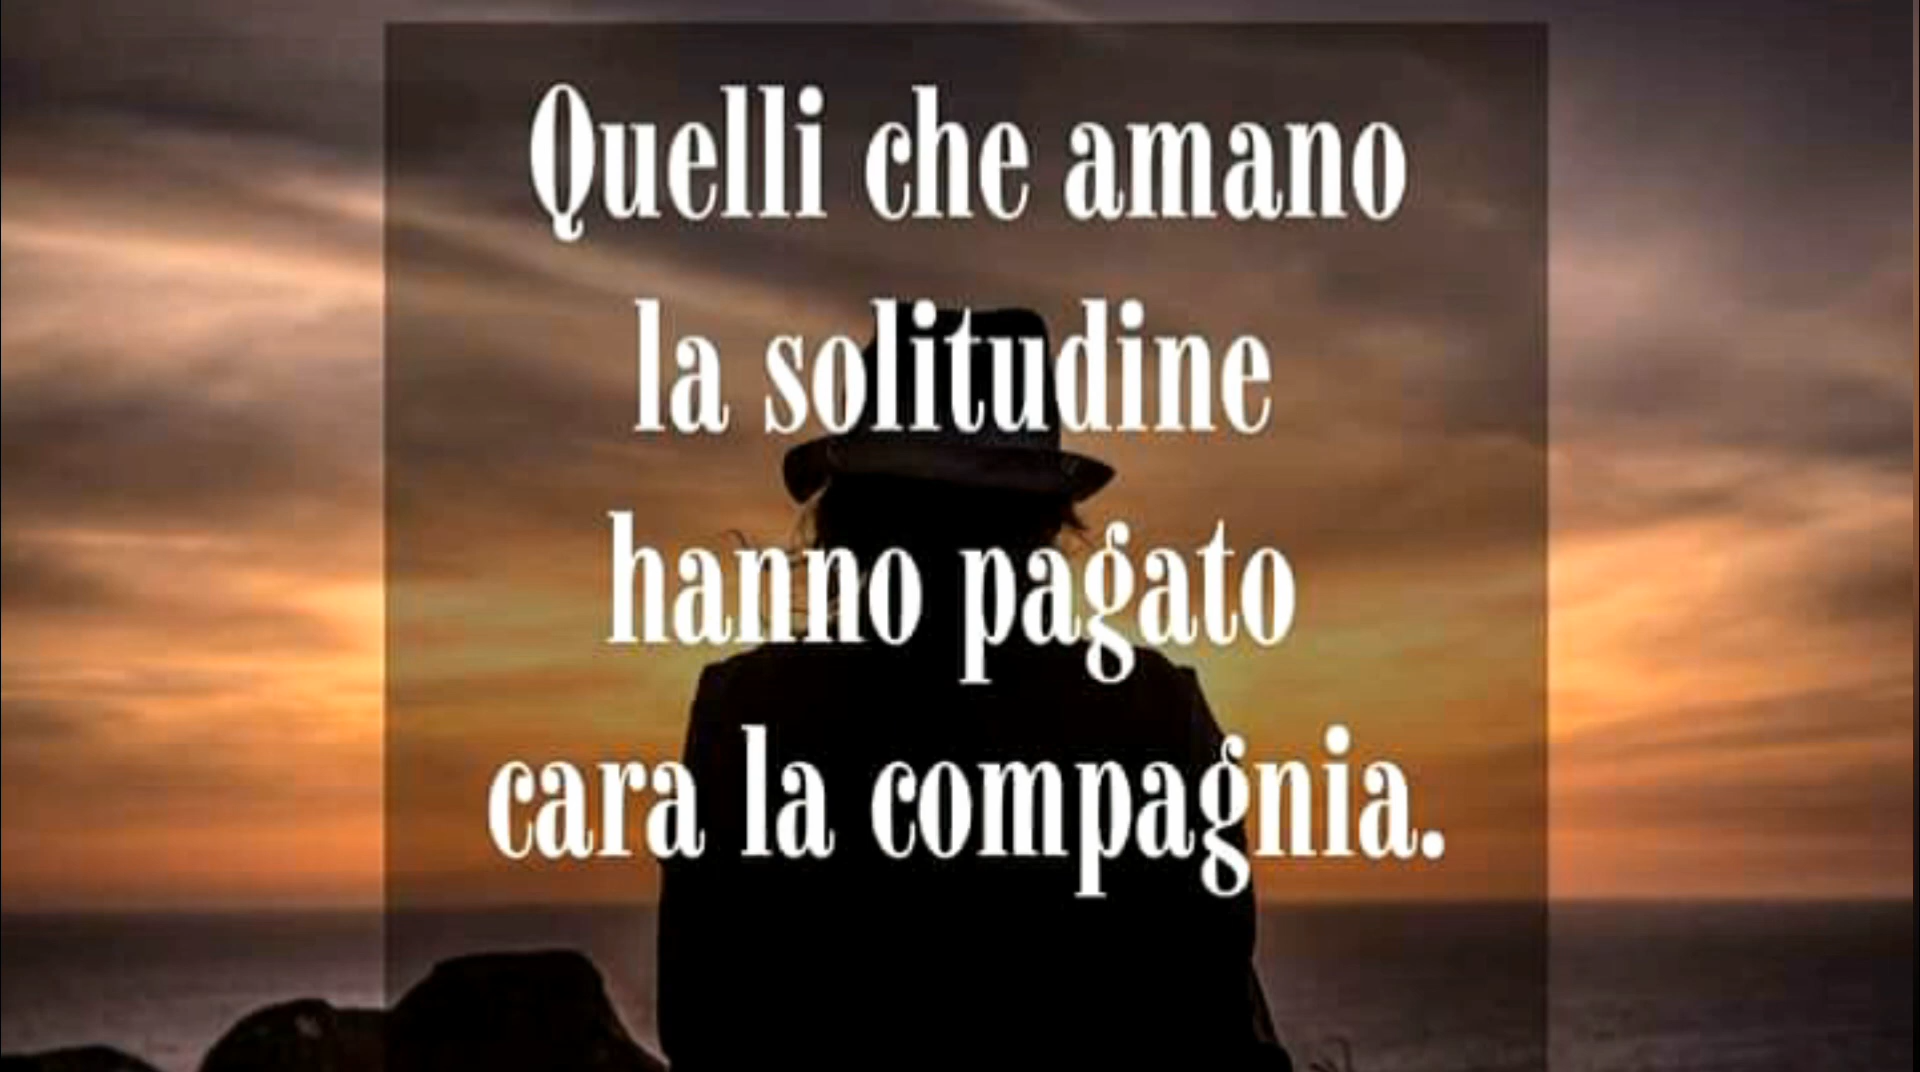 Quelli che amano
la solitudine
hanno pagato
cara la compagnia.